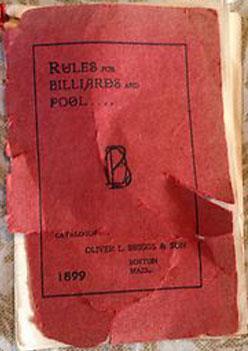 RULES FOR
BILLIARDS AND
POOL....
B
CATALOGUE..
OLIVER L. BRIGGS & SON
BOSTON
MASS.
1899